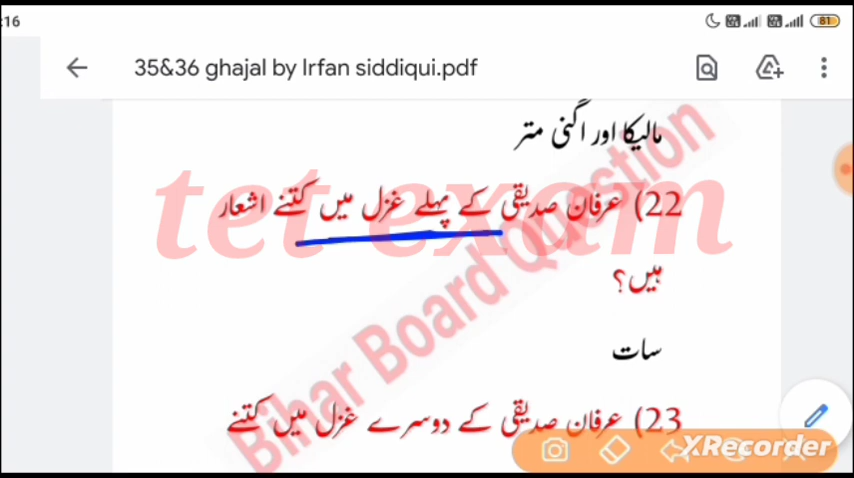 :16
81
35&36 ghajal by Irfan siddiqui.pdf
مالیکا اور اگنی متر
22) عرفان صدیقی کے پہلے غزل میں کتنے اشعار
ہیں؟
سات
23) عرفان صدیقی کے دوسرے غزل میں کتنے
tet exam
Bihar Board Question
XRecorder